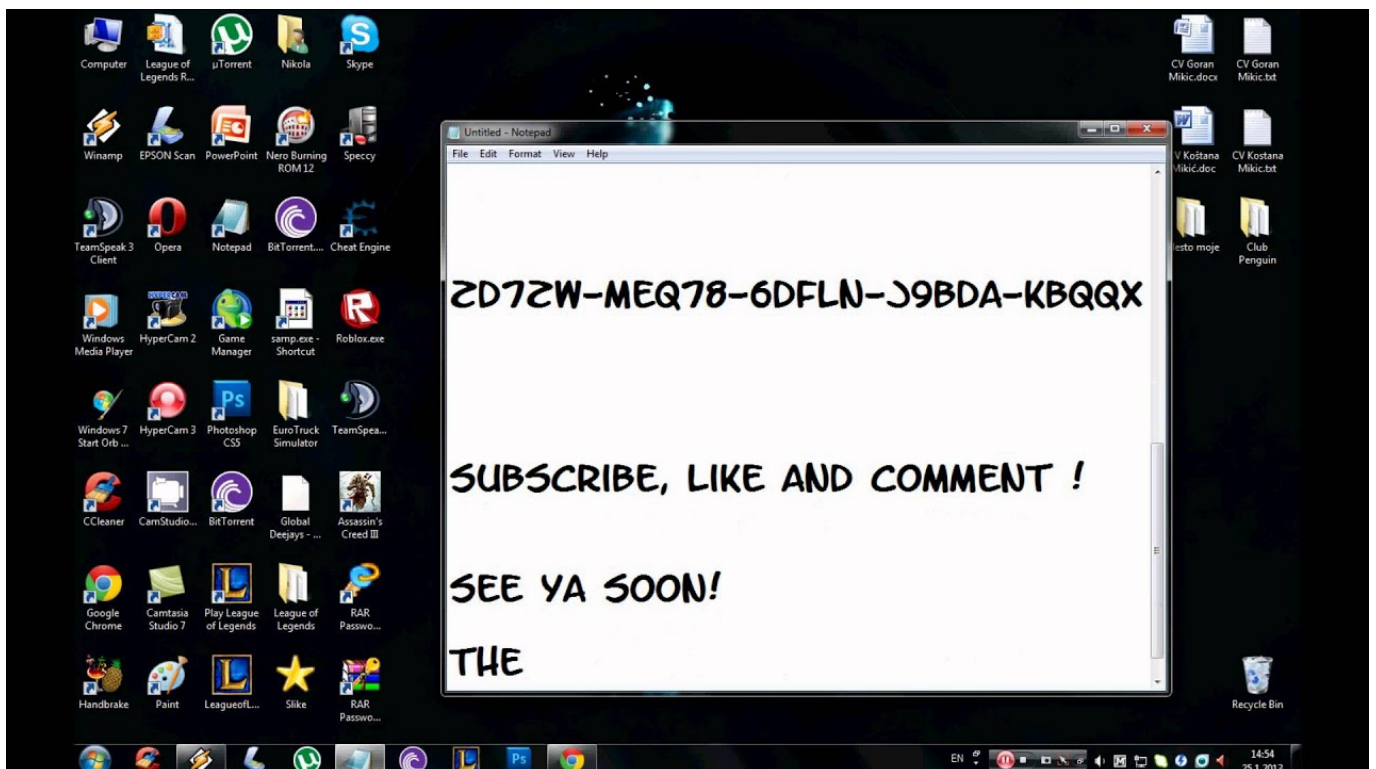 Computer
League of Legends R...
µTorrent
Nikola
Skype
CV Goran Mikic.docx
CV Goran Mikic.txt
Winamp
EPSON Scan
PowerPoint
Nero Burning ROM 12
Speccy
V Koštana Mikić.doc
CV Kostana Mikic.txt
TeamSpeak 3 Client
Opera
Notepad
BitTorrent....
Cheat Engine
esto moje
Club Penguin
Windows Media Player
HyperCam 2
Game Manager
samp.exe - Shortcut
Roblox.exe
Windows 7 Start Orb ...
HyperCam 3
Photoshop CS5
EuroTruck Simulator
TeamSpea...
CCleaner
CamStudio...
BitTorrent
Global Deejays - ...
Assassin's Creed III
Google Chrome
Camtasia Studio 7
Play League of Legends
League of Legends
RAR Passwo...
Handbrake
Paint
LeagueofL...
Slike
RAR Passwo...
Recycle Bin
Untitled - Notepad
File Edit Format View Help
ZD7ZW-MEQ78-6DFLN-J9BDA-KBQQX
SUBSCRIBE, LIKE AND COMMENT !
SEE YA SOON!
THE
EN
14:54
25.1.2013